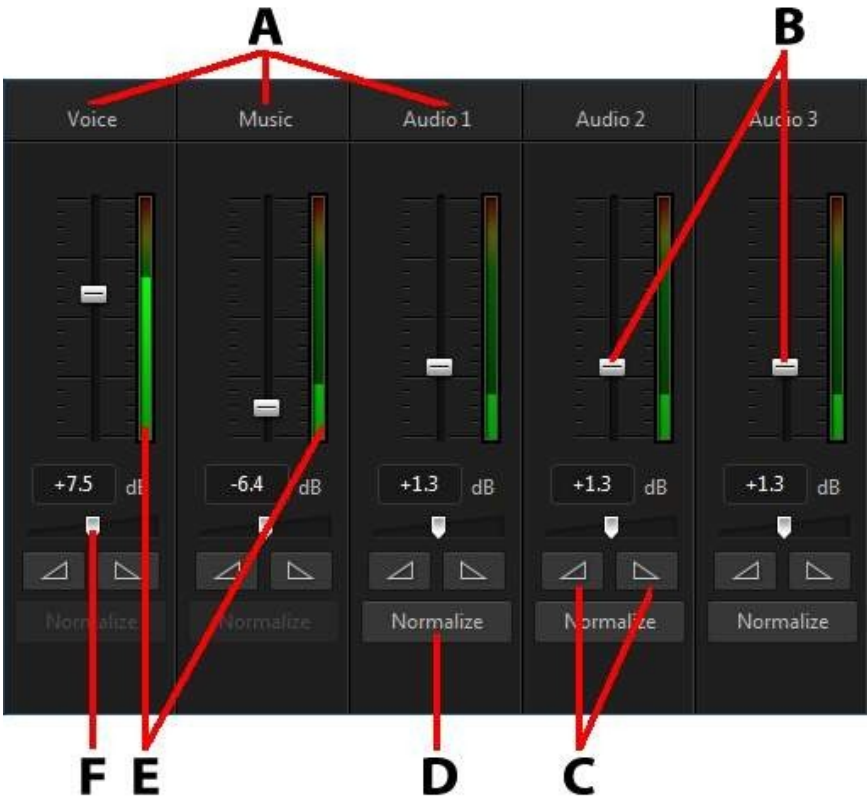 A B
Voice Music Audio 1 Audio 2 Audio 3
+7.5 dB -6.4 dB +1.3 dB +1.3 dB +1.3 dB
Normalize Normalize Normalize Normalize Normalize
F E D C